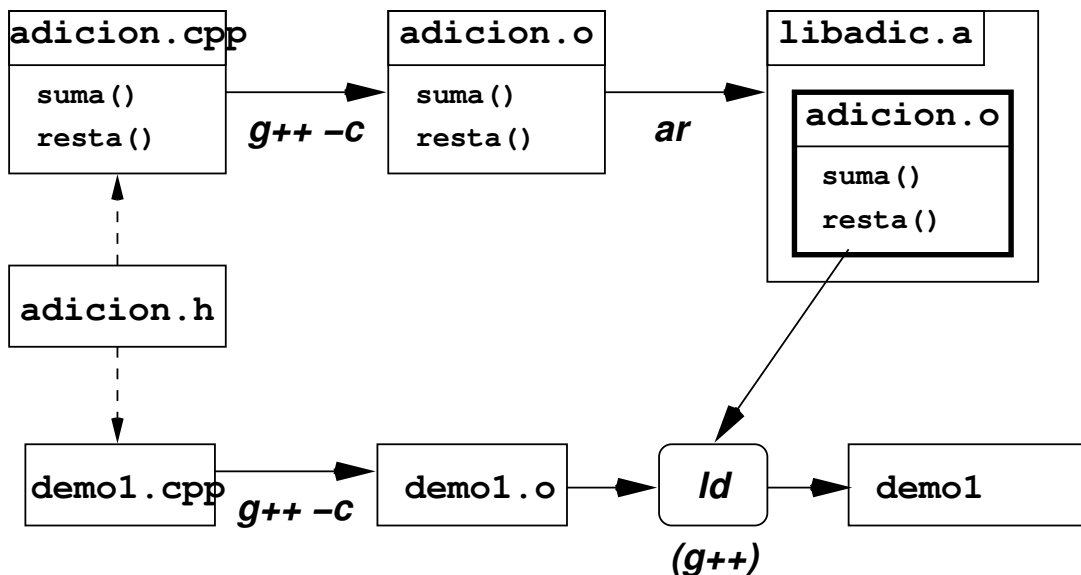 adicion.cpp
suma()
resta()
g++ –c
adicion.o
suma()
resta()
ar
libadic.a
adicion.o
suma()
resta()
adicion.h
demo1.cpp
g++ –c
demo1.o
ld
(g++)
demo1